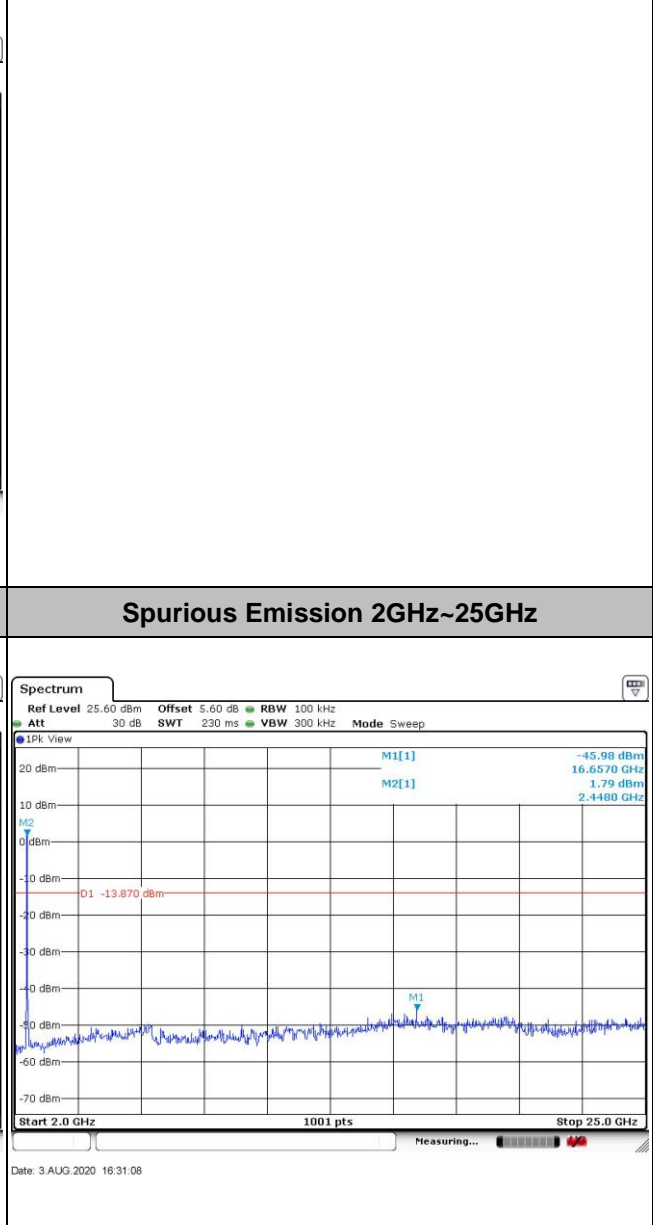 Spurious Emission 2GHz~25GHz
Spectrum
Ref Level 25.60 dBm Offset 5.60 dB RBW 100 kHz
Att 30 dB SWT 230 ms VBW 300 kHz Mode Sweep
1Pk View
M1[1] -45.98 dBm
16.6570 GHz
M2[1] 1.79 dBm
2.4480 GHz
20 dBm
10 dBm
M2
0 dBm
-10 dBm
D1 -13.870 dBm
-20 dBm
-30 dBm
-40 dBm
M1
-50 dBm
-60 dBm
-70 dBm
Start 2.0 GHz 1001 pts Stop 25.0 GHz
Measuring...
Date: 3.AUG.2020 16:31:08